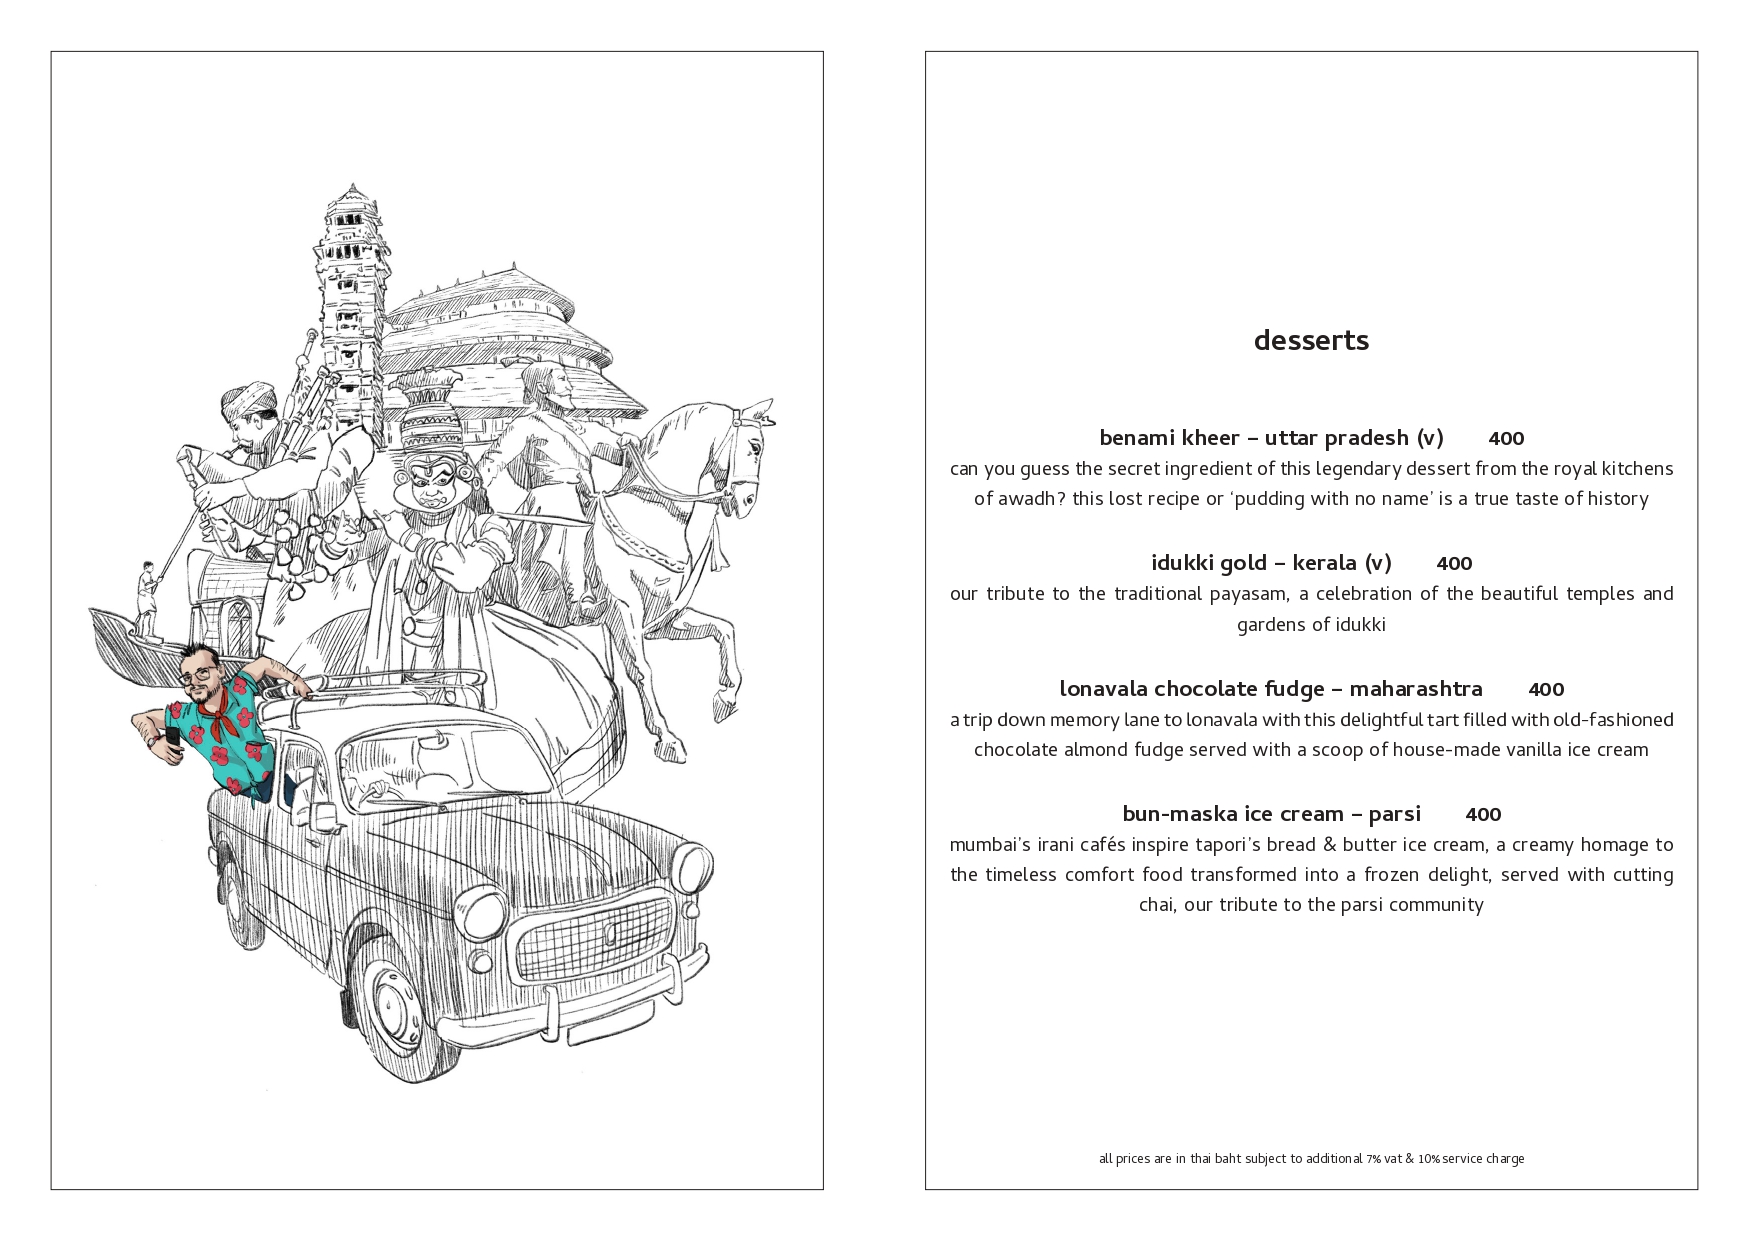 desserts
benami kheer – uttar pradesh (v) 400
can you guess the secret ingredient of this legendary dessert from the royal kitchens
of awadh? this lost recipe or ‘pudding with no name’ is a true taste of history
idukki gold – kerala (v) 400
our tribute to the traditional payasam, a celebration of the beautiful temples and
gardens of idukki
lonavala chocolate fudge – maharashtra 400
a trip down memory lane to lonavala with this delightful tart filled with old-fashioned
chocolate almond fudge served with a scoop of house-made vanilla ice cream
bun-maska ice cream – parsi 400
mumbai’s irani cafés inspire tapori’s bread & butter ice cream, a creamy homage to
the timeless comfort food transformed into a frozen delight, served with cutting
chai, our tribute to the parsi community
all prices are in thai baht subject to additional 7% vat & 10% service charge